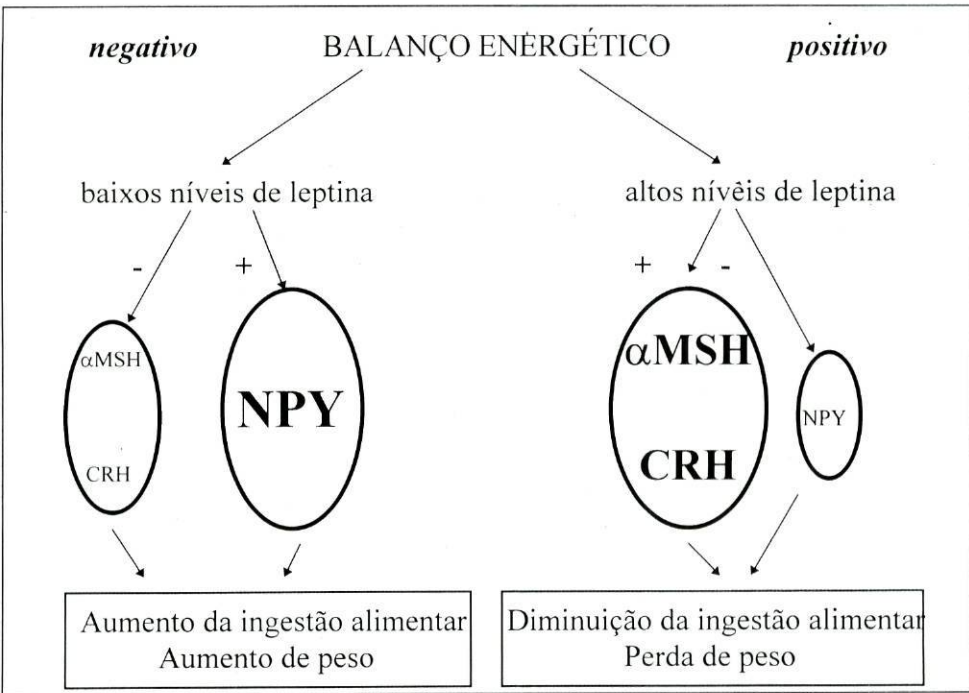 negativo BALANÇO ENERGÉTICO positivo
baixos níveis de leptina altos níveis de leptina
- + + -
αMSH
CRH
NPY
αMSH
CRH
NPY
Aumento da ingestão alimentar
Aumento de peso
Diminuição da ingestão alimentar
Perda de peso